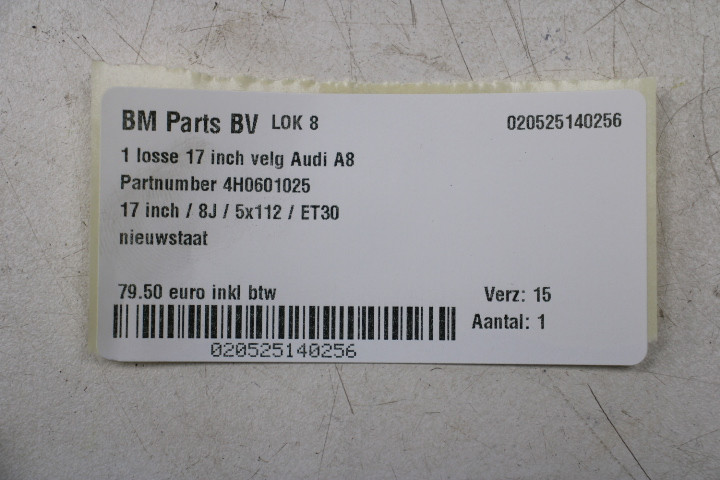 BM Parts BV LOK 8 020525140256
1 losse 17 inch velg Audi A8
Partnumber 4H0601025
17 inch / 8J / 5x112 / ET30
nieuwstaat
79.50 euro inkl btw Verz: 15
Aantal: 1
020525140256